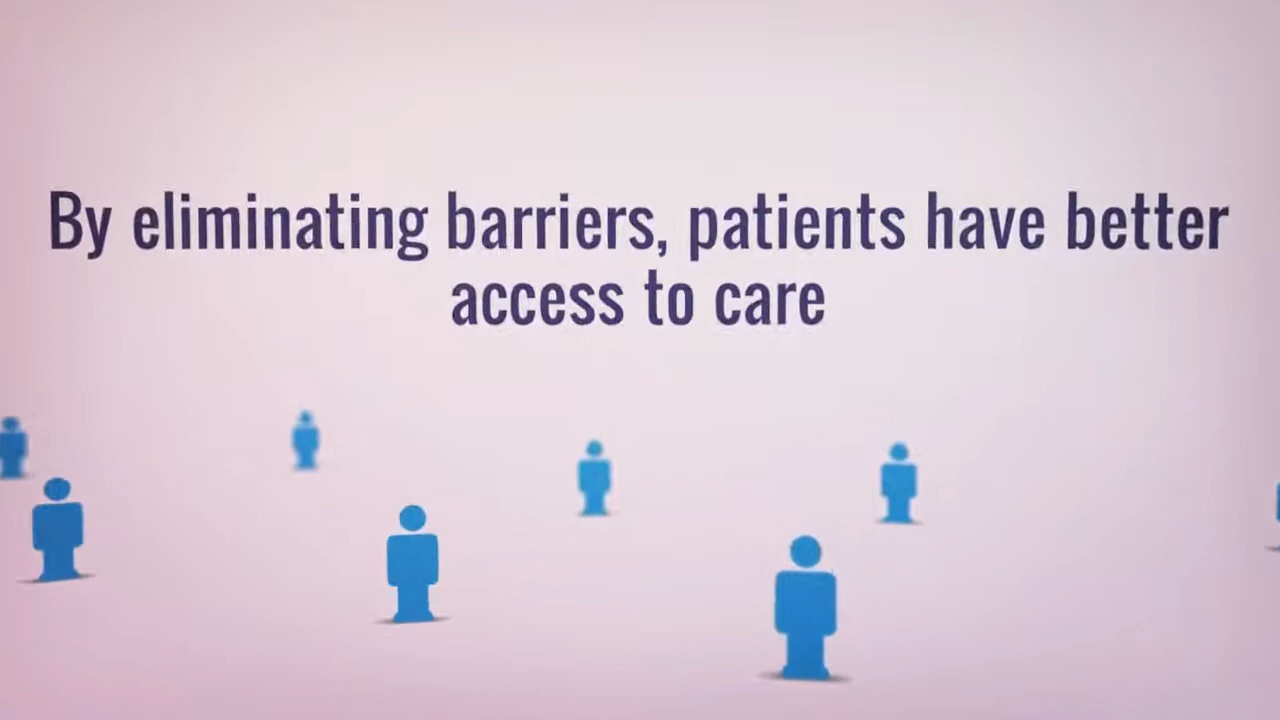 By eliminating barriers, patients have better
access to care